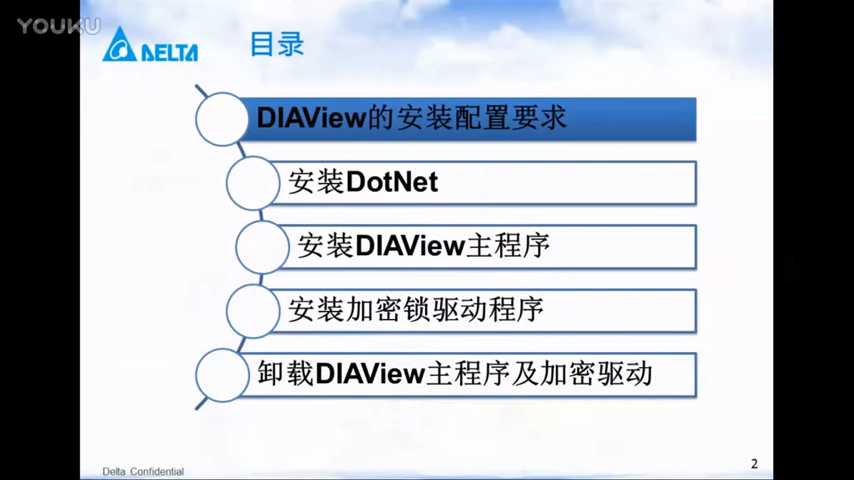 YOUKU
DELTA
目录
DIAView的安装配置要求
安装DotNet
安装DIAView主程序
安装加密锁驱动程序
卸载DIAView主程序及加密驱动
Delta Confidential
2